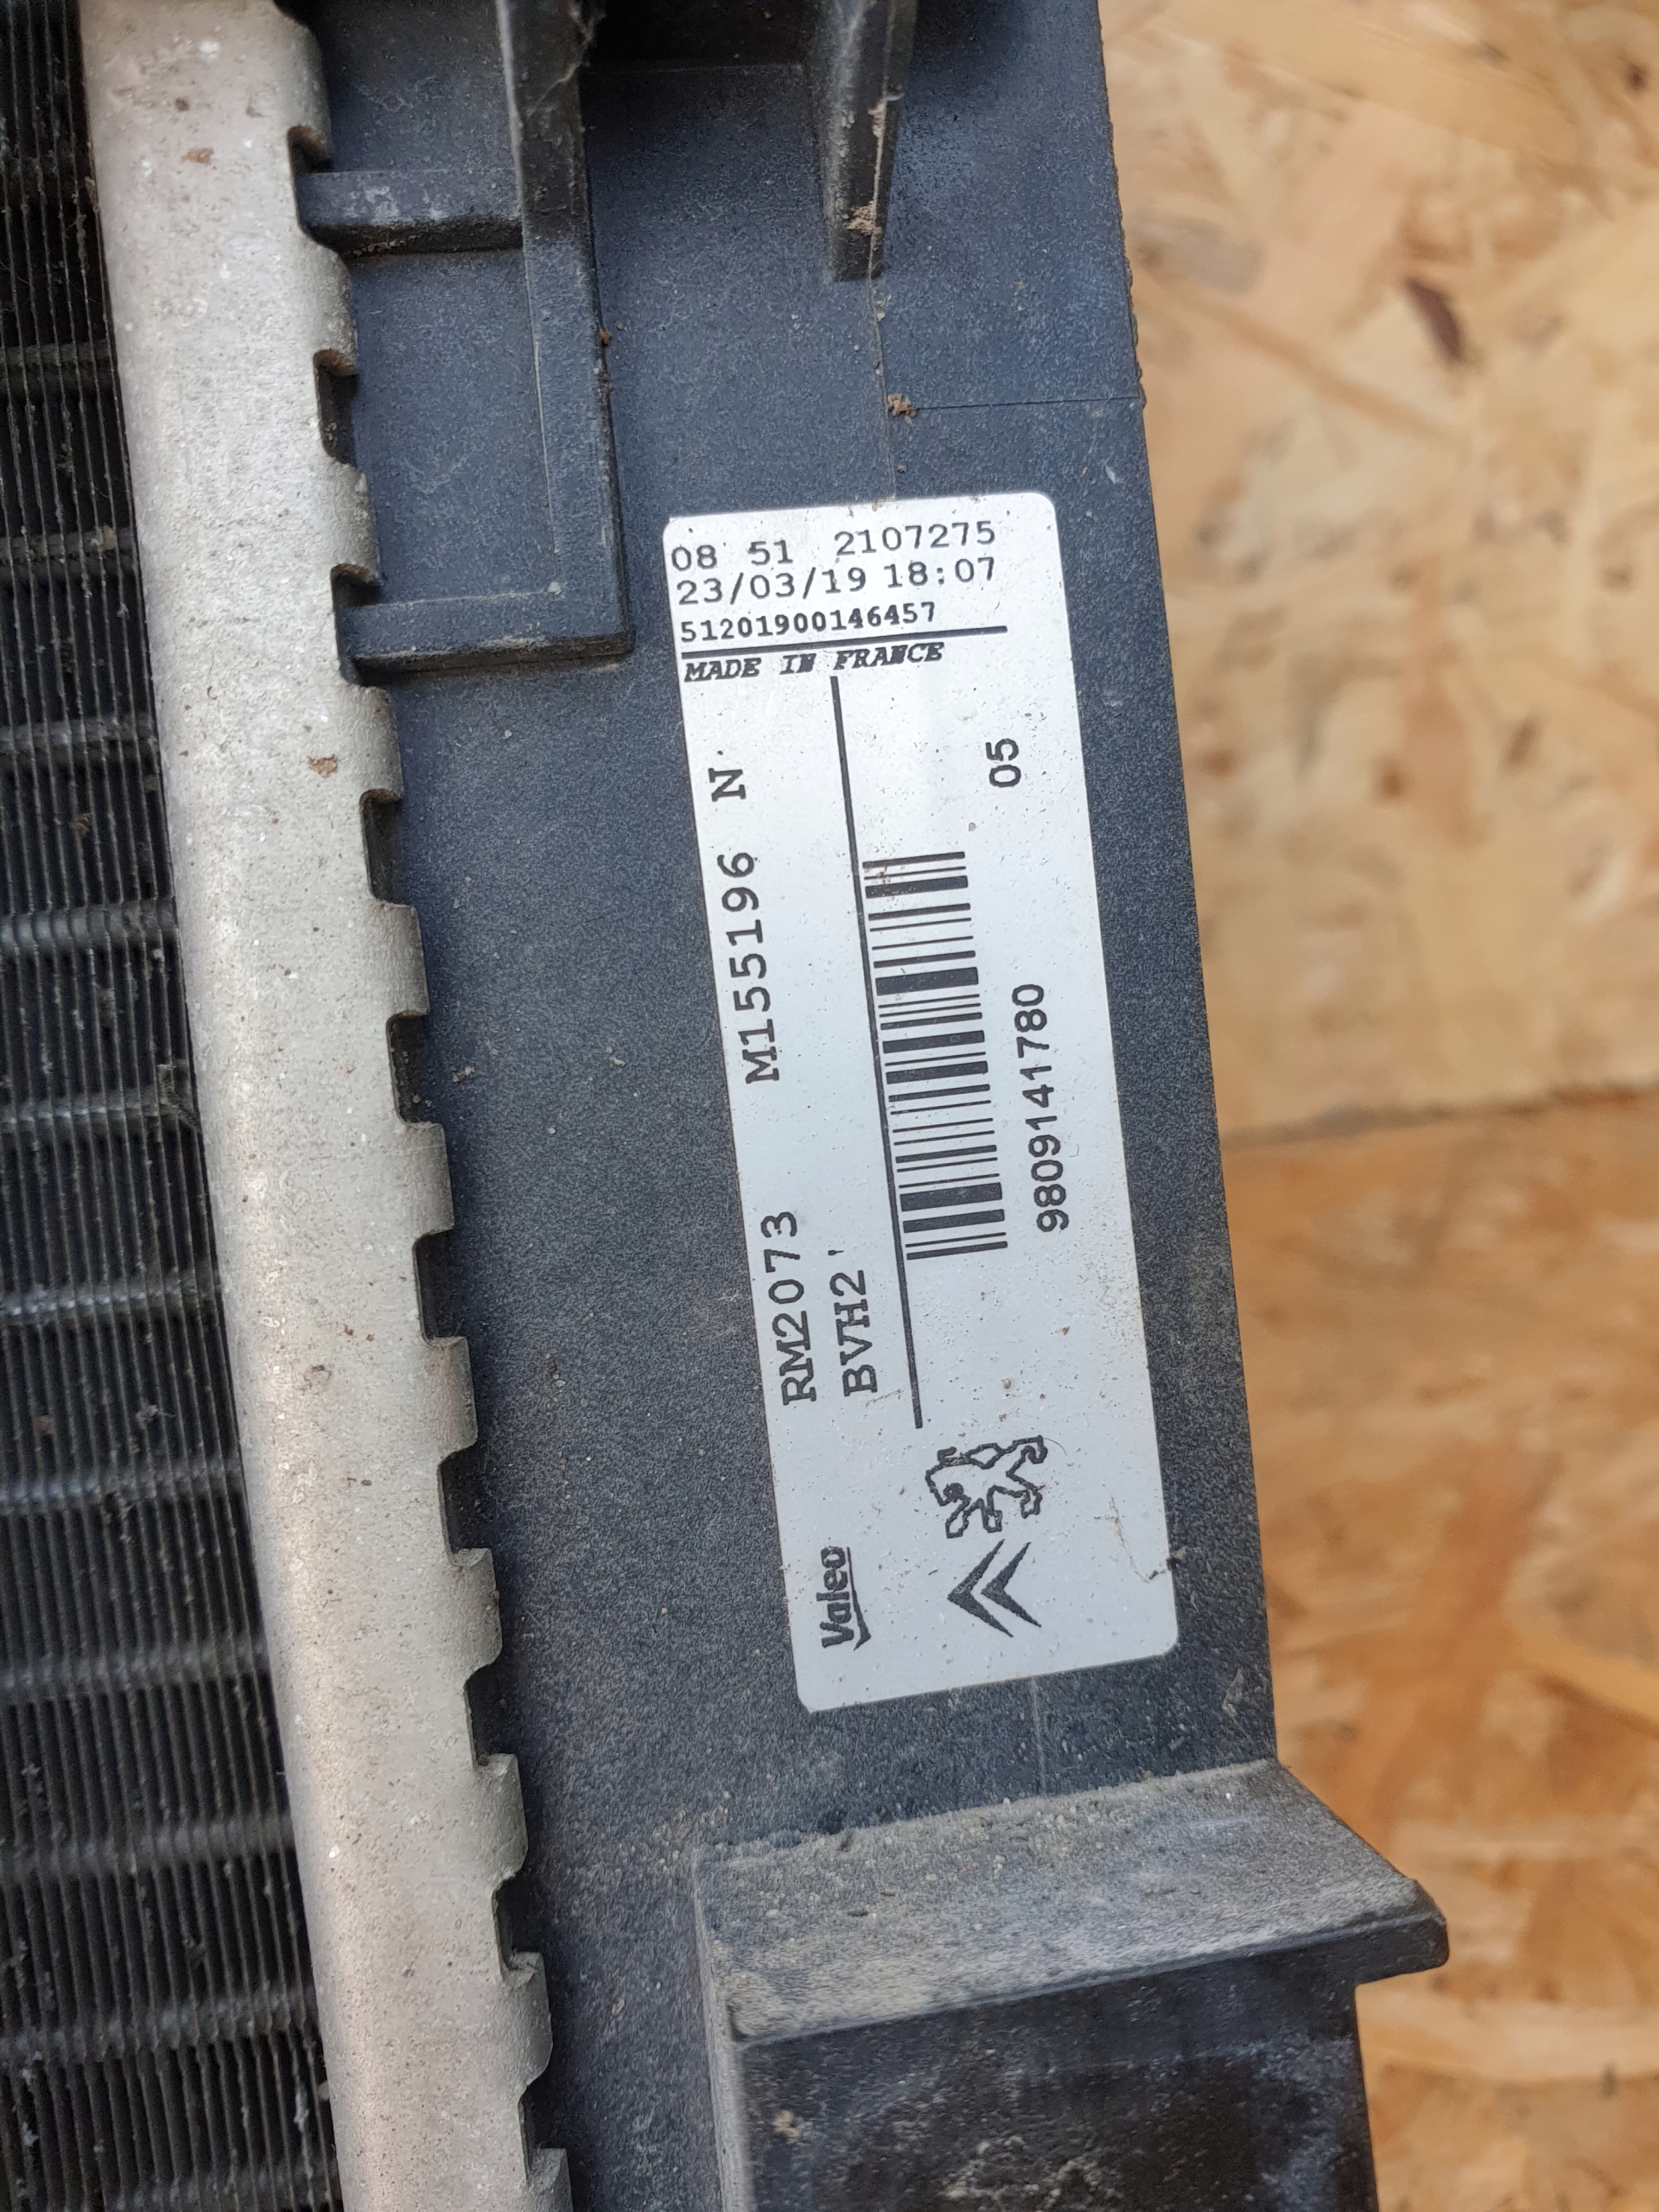 08 51 2107275
23/03/19 18:07
51201900146457
MADE IN FRANCE
RM2073 M155196 N
BVH2
05
9809141780
Valeo